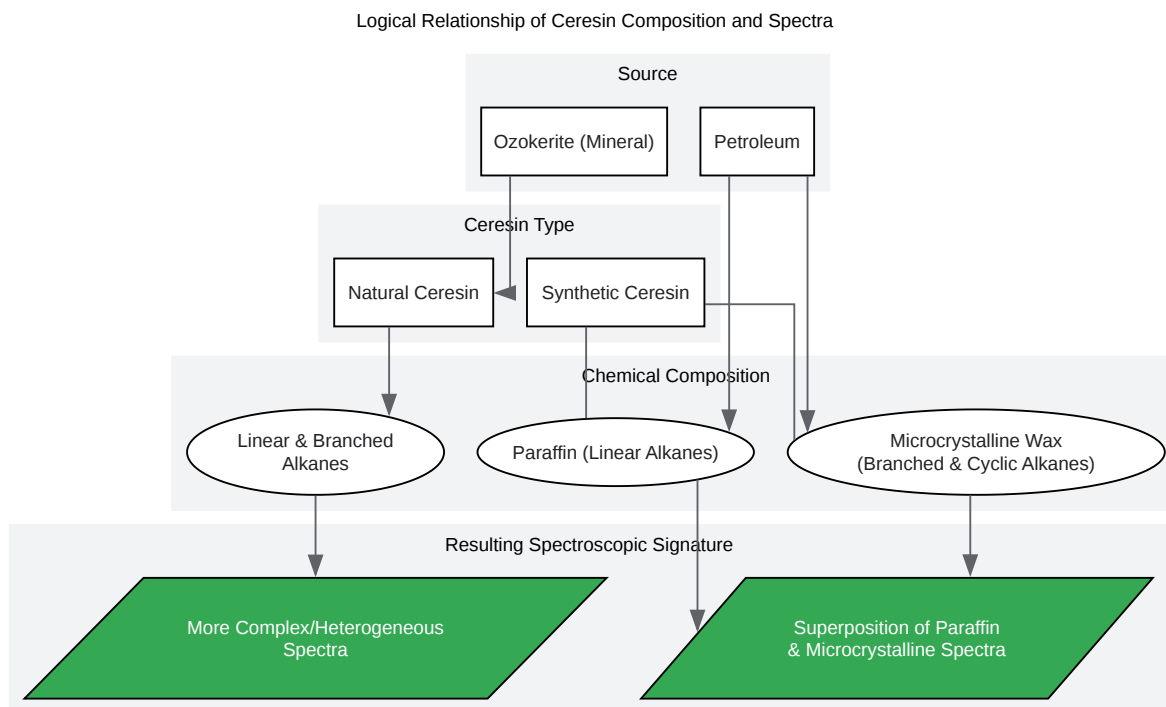 Logical Relationship of Ceresin Composition and Spectra
Source
Ozokerite (Mineral)
Petroleum
Ceresin Type
Natural Ceresin
Synthetic Ceresin
Chemical Composition
Linear & Branched
Alkanes
Paraffin (Linear Alkanes)
Microcrystalline Wax
(Branched & Cyclic Alkanes)
Resulting Spectroscopic Signature
More Complex/Heterogeneous
Spectra
Superposition of Paraffin
& Microcrystalline Spectra